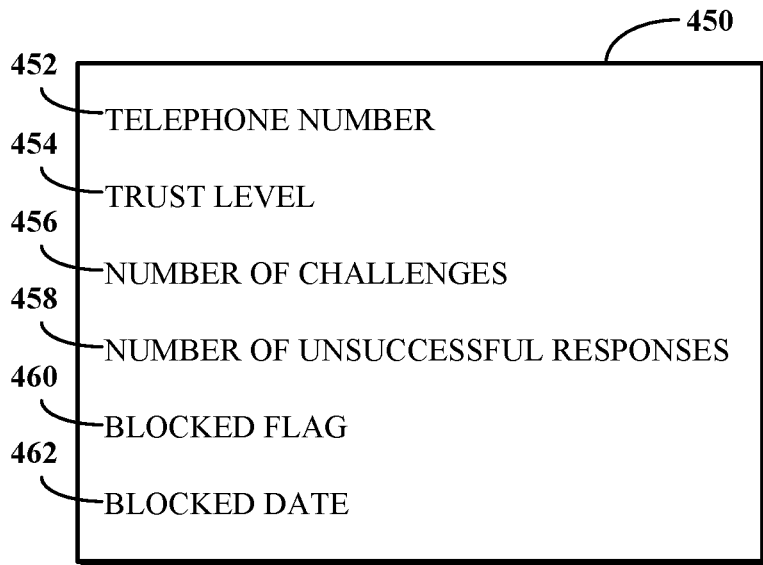 450
452
TELEPHONE NUMBER
454
TRUST LEVEL
456
NUMBER OF CHALLENGES
458
NUMBER OF UNSUCCESSFUL RESPONSES
460
BLOCKED FLAG
462
BLOCKED DATE